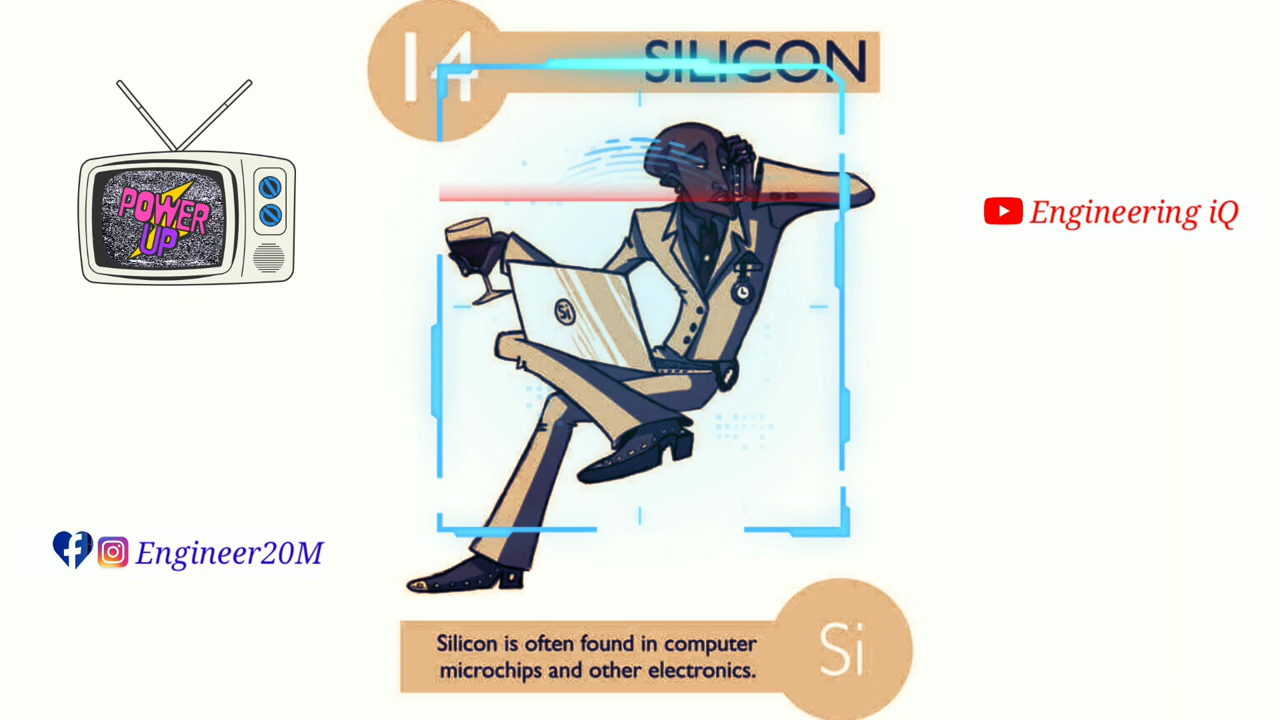 14
SILICON
POWER
UP
Engineering iQ
Si
Engineer20M
Silicon is often found in computer
microchips and other electronics.
Si